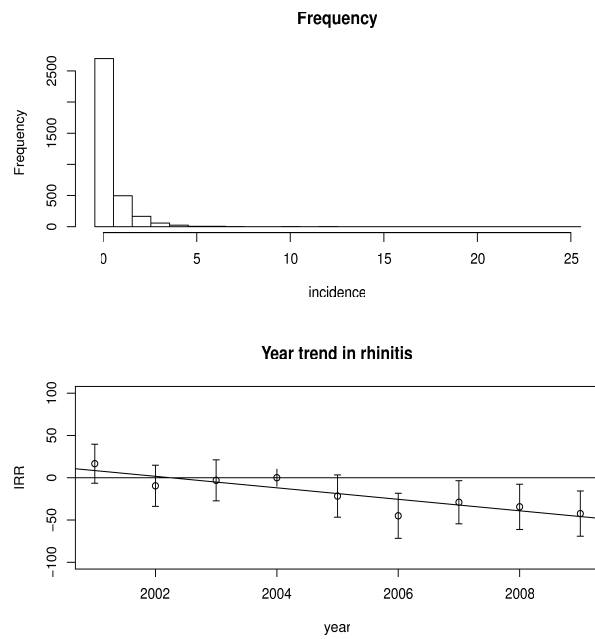 Frequency
Frequency
2500
1500
500
0
0 5 10 15 20 25
incidence
Year trend in rhinitis
IRR
100
50
0
−50
−100
2002 2004 2006 2008
year